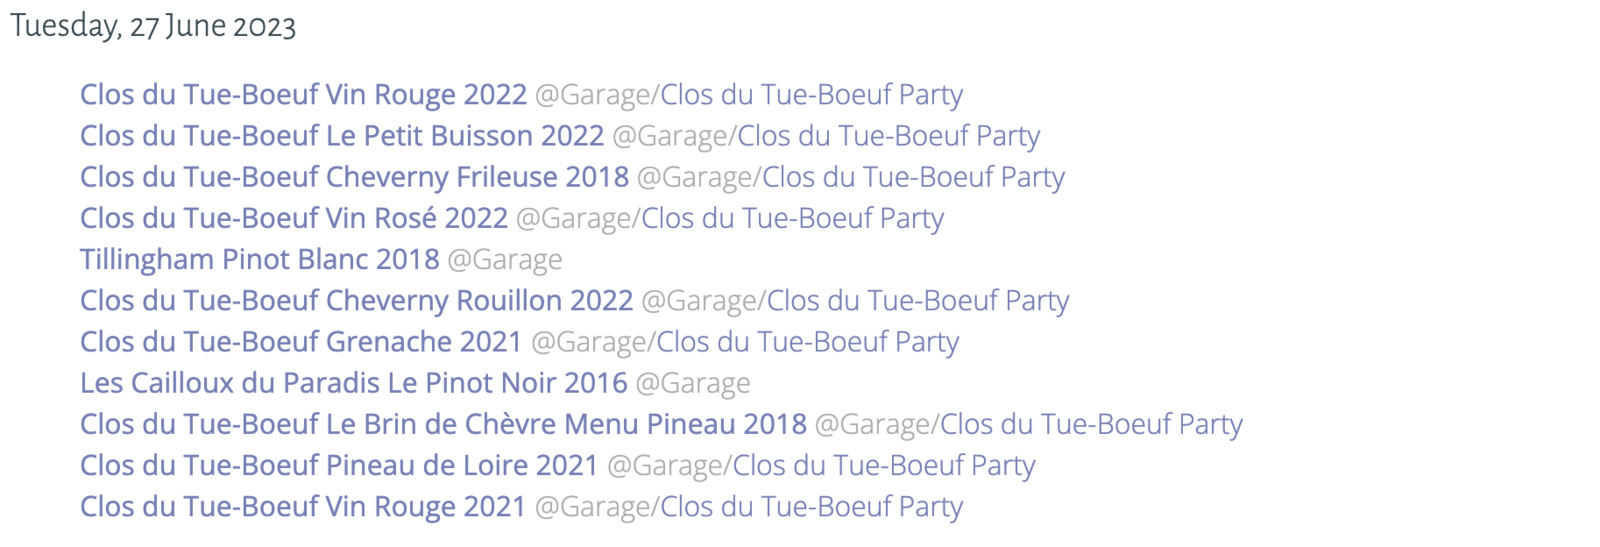 Tuesday, 27 June 2023
Clos du Tue-Boeuf Vin Rouge 2022 @Garage/Clos du Tue-Boeuf Party
Clos du Tue-Boeuf Le Petit Buisson 2022 @Garage/Clos du Tue-Boeuf Party
Clos du Tue-Boeuf Cheverny Frileuse 2018 @Garage/Clos du Tue-Boeuf Party
Clos du Tue-Boeuf Vin Rosé 2022 @Garage/Clos du Tue-Boeuf Party
Tillingham Pinot Blanc 2018 @Garage
Clos du Tue-Boeuf Cheverny Rouillon 2022 @Garage/Clos du Tue-Boeuf Party
Clos du Tue-Boeuf Grenache 2021 @Garage/Clos du Tue-Boeuf Party
Les Cailloux du Paradis Le Pinot Noir 2016 @Garage
Clos du Tue-Boeuf Le Brin de Chèvre Menu Pineau 2018 @Garage/Clos du Tue-Boeuf Party
Clos du Tue-Boeuf Pineau de Loire 2021 @Garage/Clos du Tue-Boeuf Party
Clos du Tue-Boeuf Vin Rouge 2021 @Garage/Clos du Tue-Boeuf Party